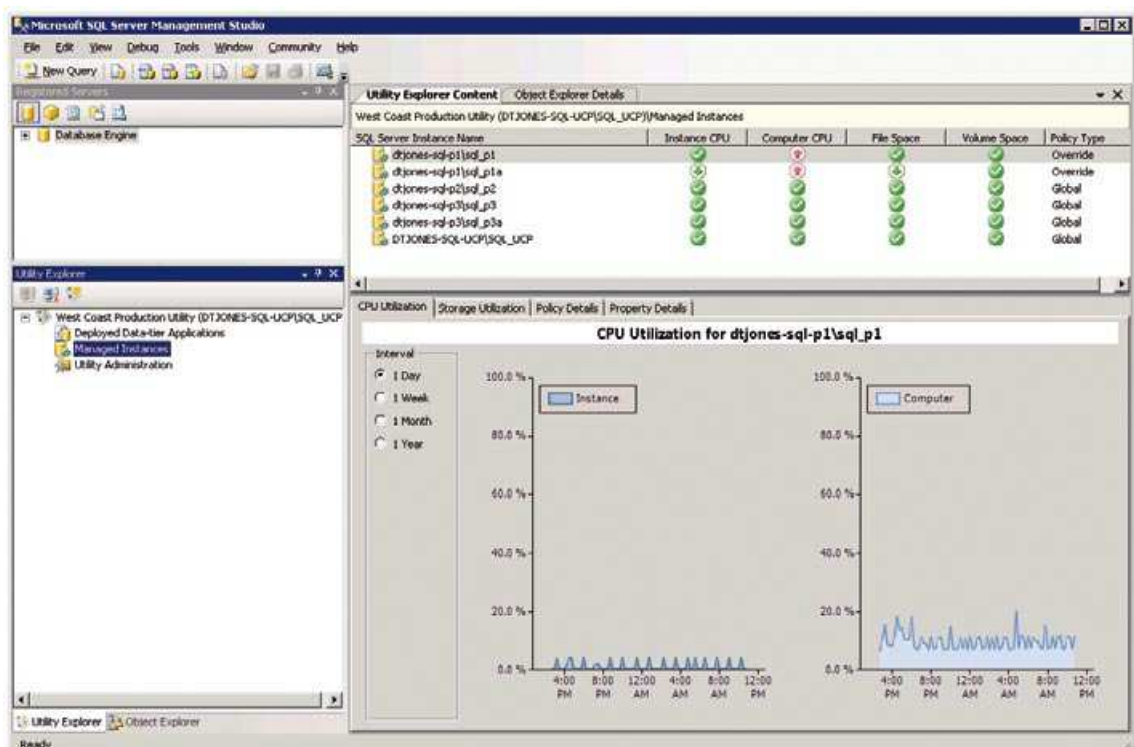 Microsoft SQL Server Management Studio
File Edit View Debug Tools Window Community Help
New Query
Registered Servers
Database Engine
Utility Explorer Content Object Explorer Details
West Coast Production Utility (DTJONES-SQL-UCP\SQL_UCP)\Managed Instances
SQL Server Instance Name Instance CPU Computer CPU File Space Volume Space Policy Type
dtjones-sql-p1\sql_p1 Override
dtjones-sql-p1\sql_p1a Override
dtjones-sql-p2\sql_p2 Global
dtjones-sql-p3\sql_p3 Global
dtjones-sql-p3\sql_p3a Global
DTJONES-SQL-UCP\SQL_UCP Global
Utility Explorer
West Coast Production Utility (DTJONES-SQL-UCP\SQL_UCP
Deployed Data-tier Applications
Managed Instances
Utility Administration
CPU Utilization Storage Utilization Policy Details Property Details
CPU Utilization for dtjones-sql-p1\sql_p1
Interval
1 Day
1 Week
1 Month
1 Year
100.0 %
80.0 %
60.0 %
40.0 %
20.0 %
0.0 %
Instance
4:00 PM 8:00 PM 12:00 AM 4:00 AM 8:00 AM 12:00 PM
100.0 %
80.0 %
60.0 %
40.0 %
20.0 %
0.0 %
Computer
4:00 PM 8:00 PM 12:00 AM 4:00 AM 8:00 AM 12:00 PM
Utility Explorer Object Explorer
Ready